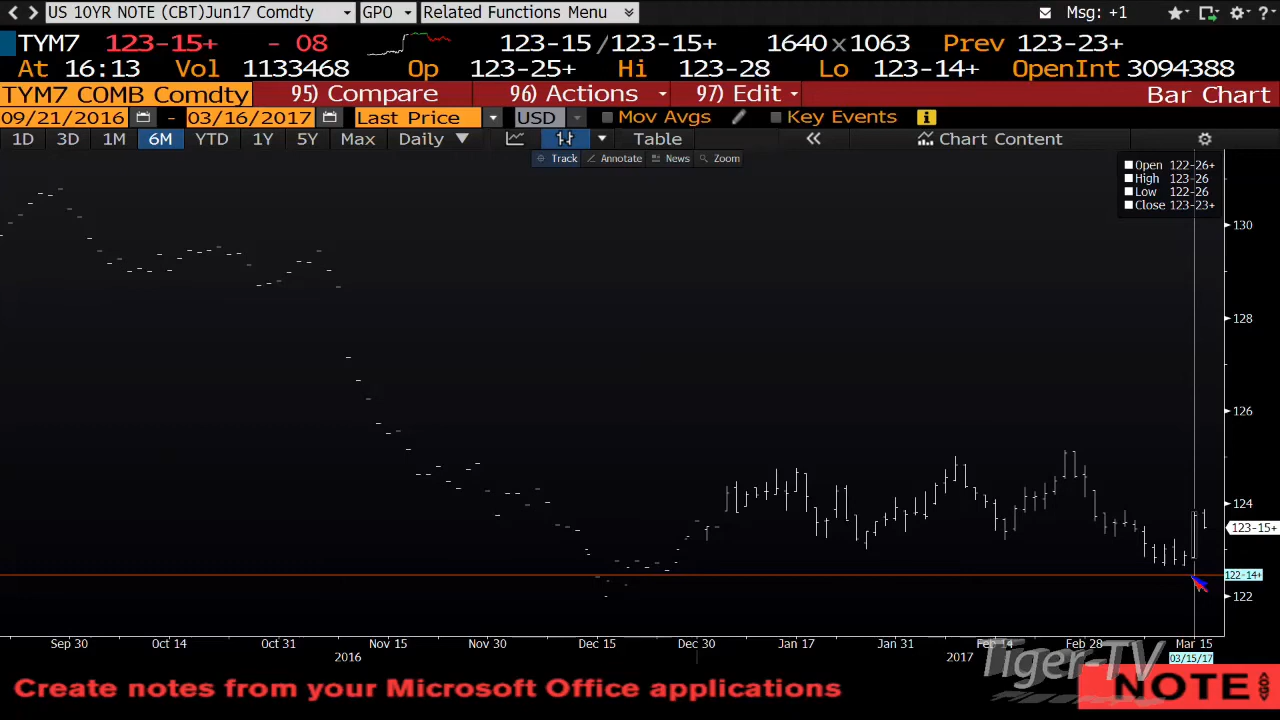 US 10YR NOTE (CBT)Jun17 Comdty GPO Related Functions Menu Msg: +1 ?
TYM7 123-15+ - 08 123-15 /123-15+ 1640x1063 Prev 123-23+
At 16:13 Vol 1133468 Op 123-25+ Hi 123-28 Lo 123-14+ OpenInt 3094388
TYM7 COMB Comdty 95) Compare 96) Actions 97) Edit Bar Chart
09/21/2016 - 03/16/2017 Last Price USD Mov Avgs Key Events i
1D 3D 1M 6M YTD 1Y 5Y Max Daily Table « Chart Content
Track Annotate News Zoom
Open 122-26+
High 123-26
Low 122-26
Close 123-23+
130
128
126
124
123-15+
122-14+
122
Sep 30 Oct 14 Oct 31 Nov 15 Nov 30 Dec 15 Dec 30 Jan 17 Jan 31 Feb 14 Feb 28 Mar 15
2016 2017 03/15/17
Tiger-TV
Create notes from your Microsoft Office applications NOTE